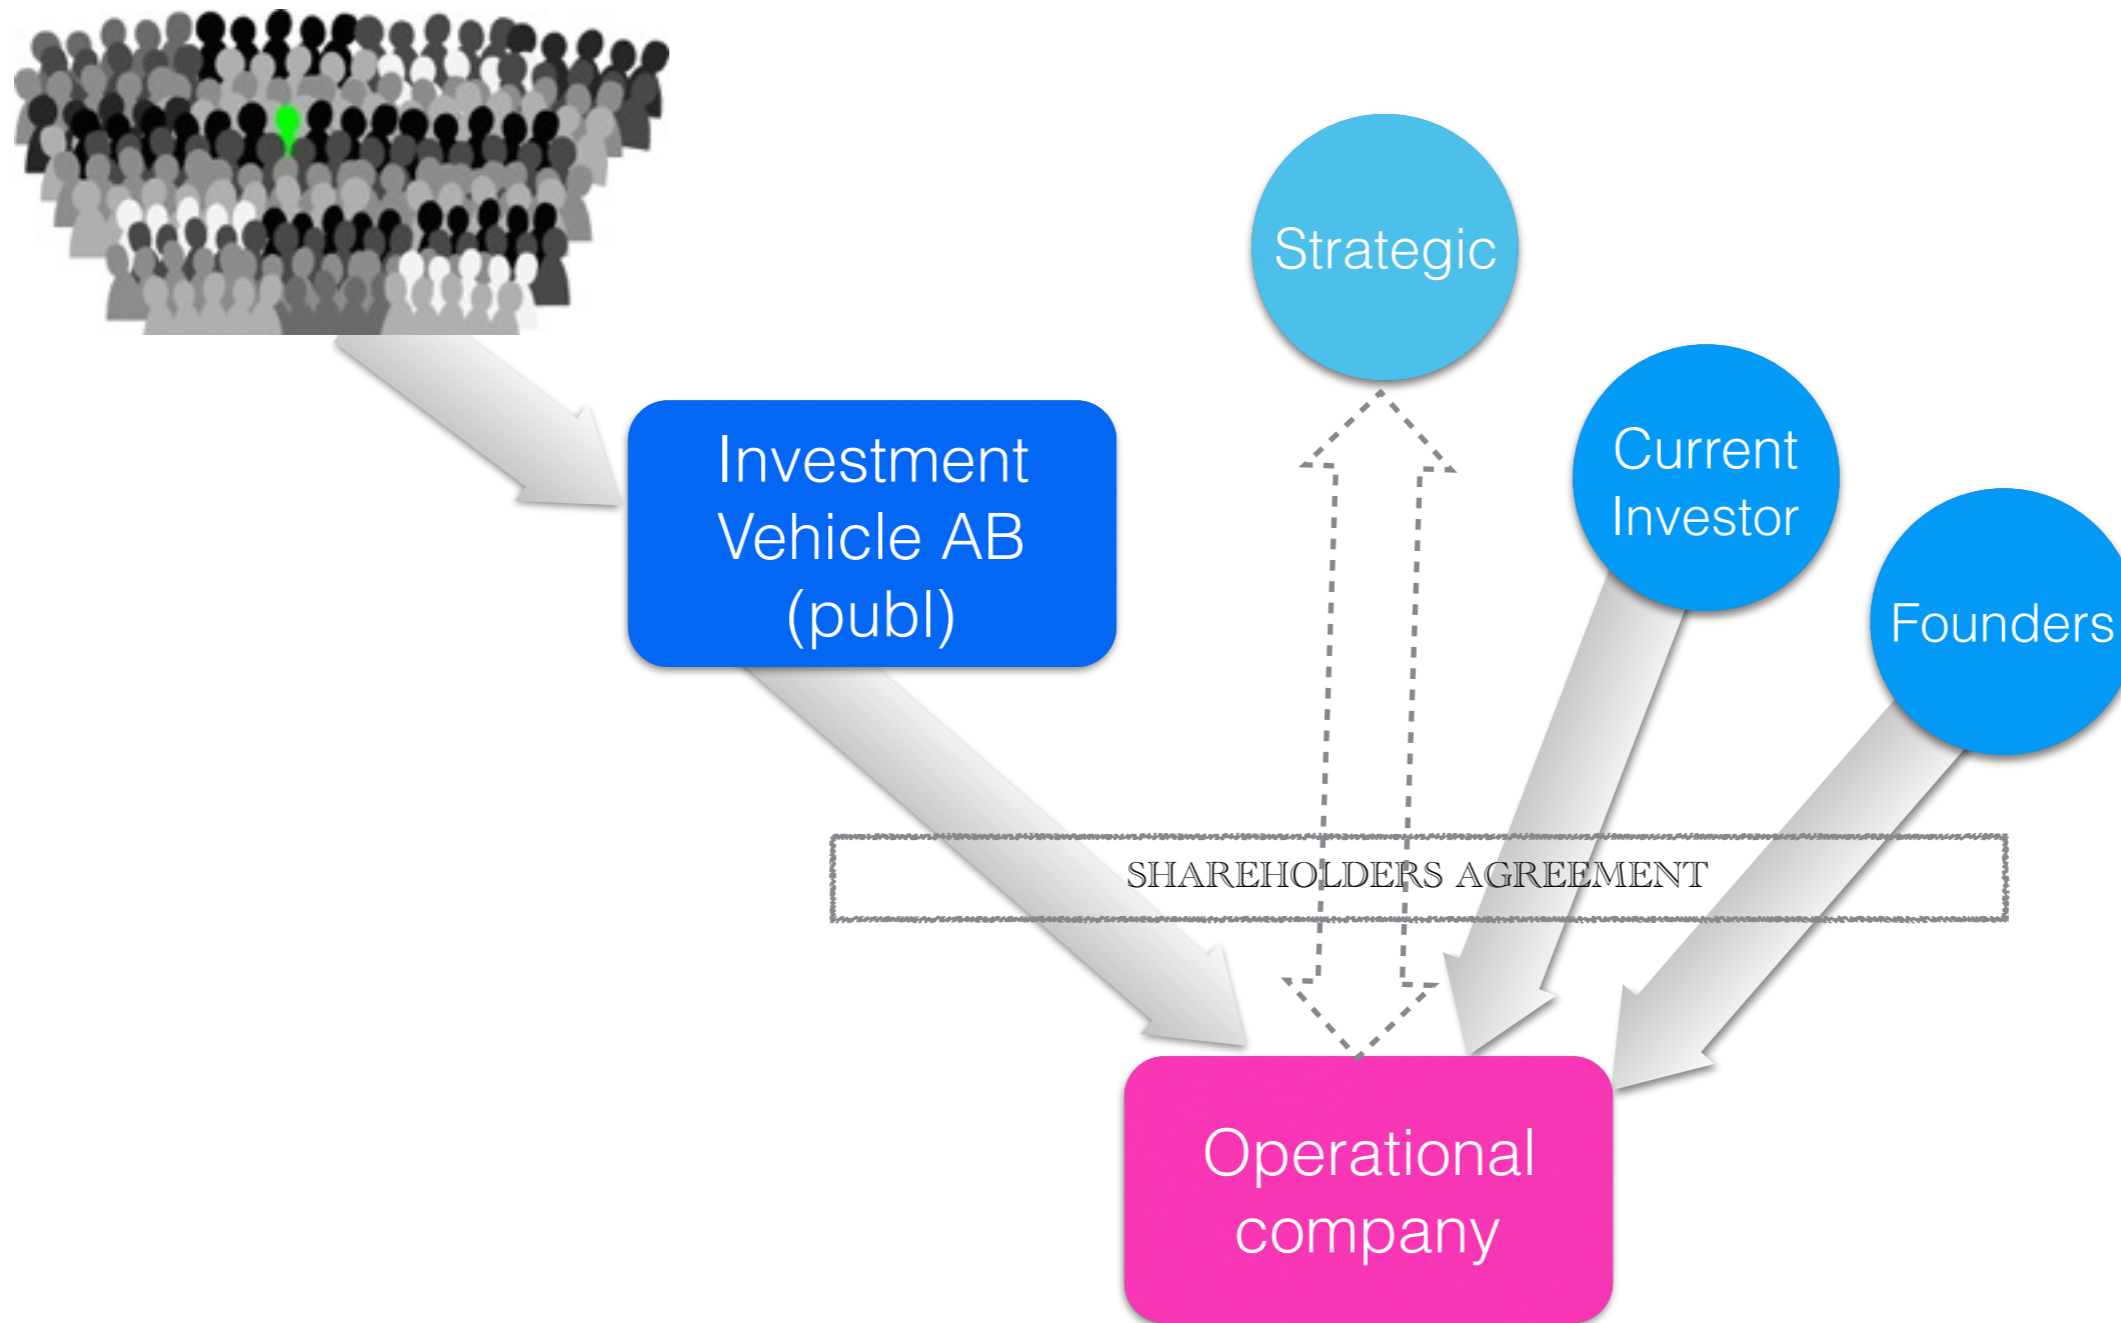 Strategic
Current
Investor
Investment
Vehicle AB
(publ)
Founders
SHAREHOLDERS AGREEMENT
Operational
company